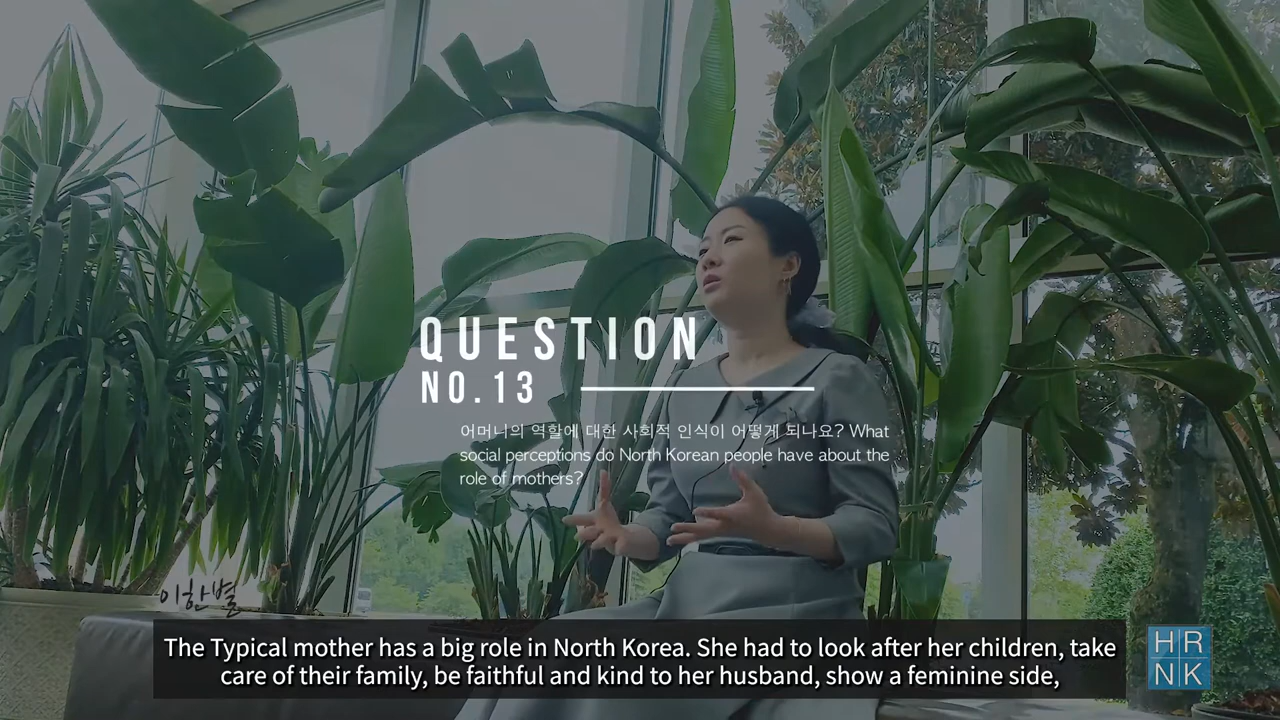 QUESTION
NO.13
어머니의 역할에 대한 사회적 인식이 어떻게 되나요? What
social perceptions do North Korean people have about the
role of mothers?
이한별
The Typical mother has a big role in North Korea. She had to look after her children, take
care of their family, be faithful and kind to her husband, show a feminine side,
HR
NK